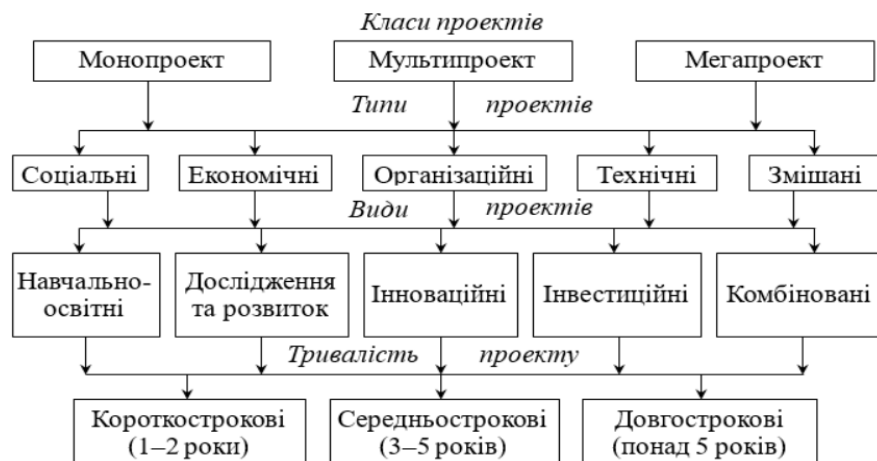 Класи проектів
Монопроект Мультипроект Мегапроект
Типи проектів
Соціальні Економічні Організаційні Технічні Змішані
Види проектів
Навчально-
освітні
Дослідження
та розвиток
Інноваційні
Інвестиційні
Комбіновані
Тривалість проекту
Короткострокові
(1–2 роки)
Середньострокові
(3–5 років)
Довгострокові
(понад 5 років)